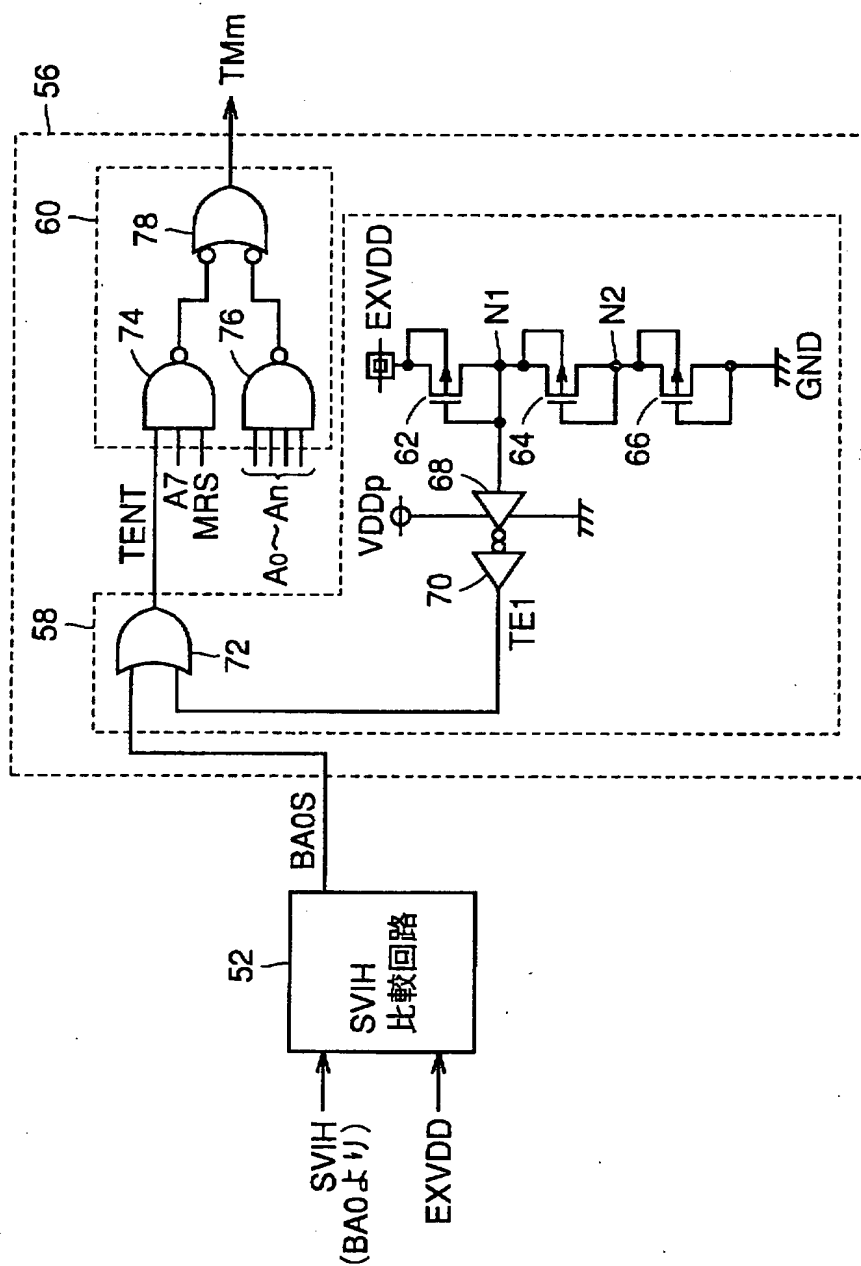 56
60
78
TMm
74
76
TENT
A7
MRS
A0～An
58
72
EXVDD
62
N1
64
N2
66
GND
VDDp
68
70
TE1
BA0S
52
SVIH
比較回路
SVIH
(BA0より)
EXVDD